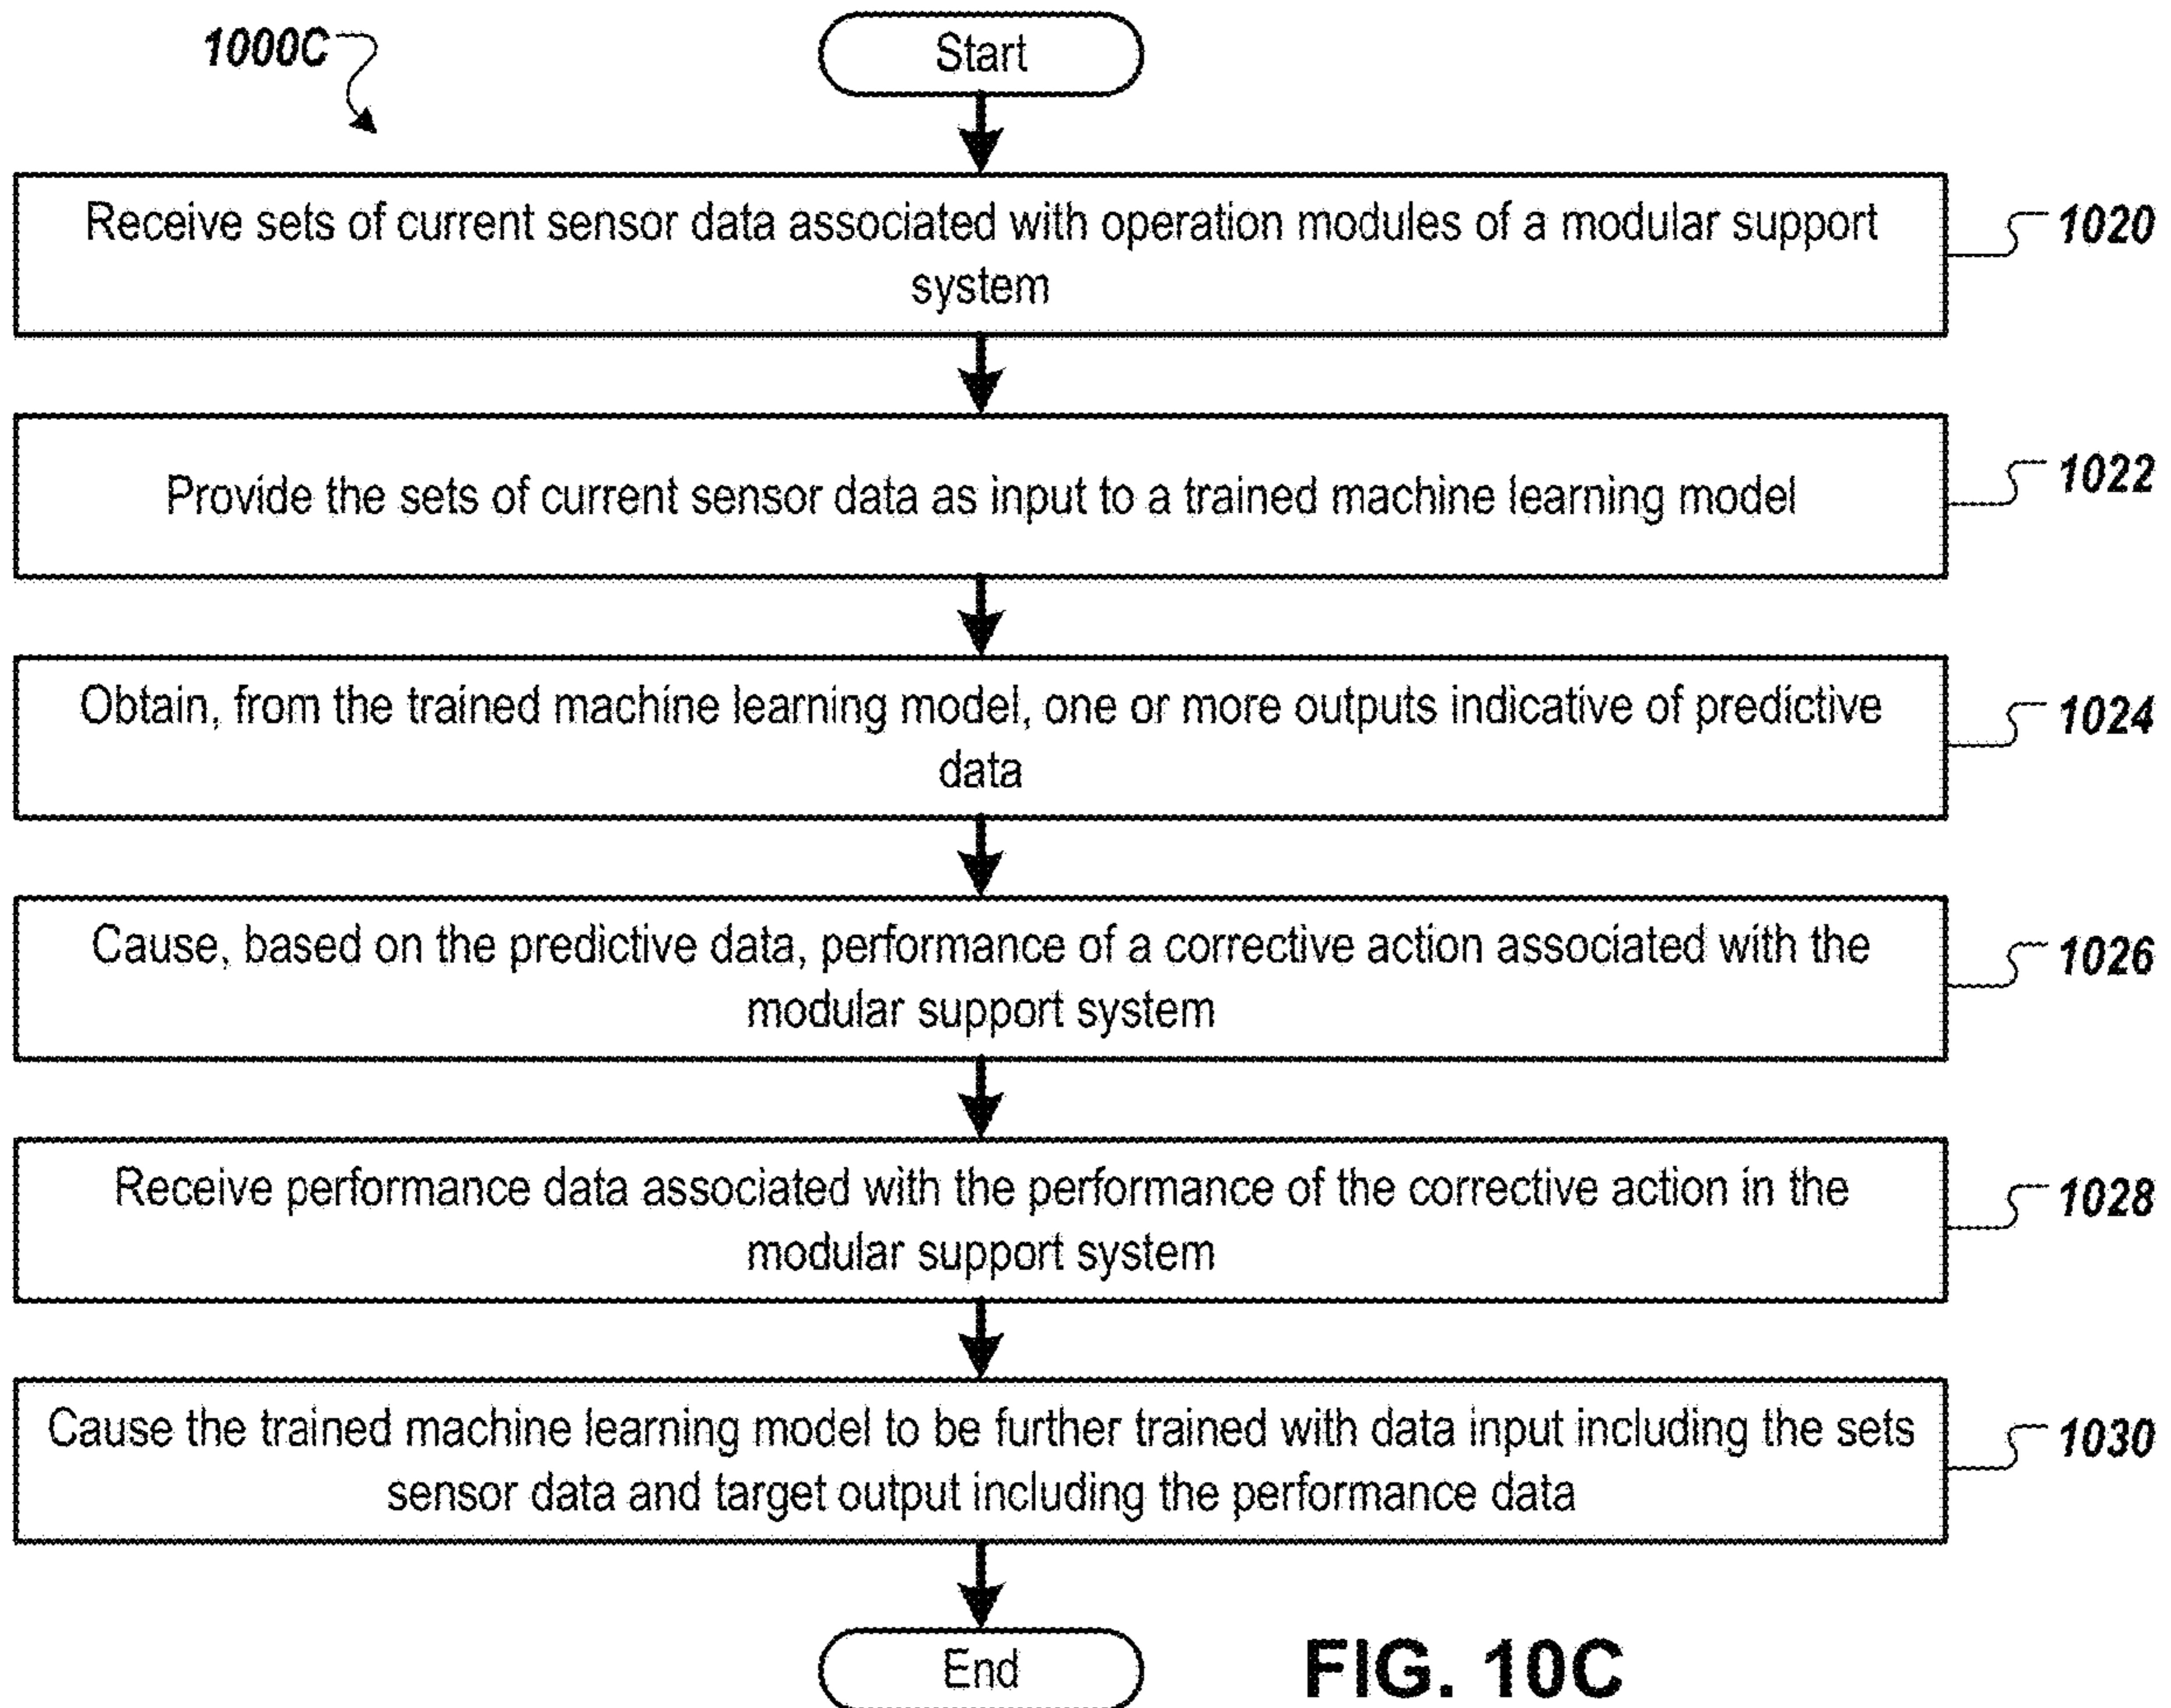 1000C
Start
Receive sets of current sensor data associated with operation modules of a modular support
system
1020
Provide the sets of current sensor data as input to a trained machine learning model
1022
Obtain, from the trained machine learning model, one or more outputs indicative of predictive
data
1024
Cause, based on the predictive data, performance of a corrective action associated with the
modular support system
1026
Receive performance data associated with the performance of the corrective action in the
modular support system
1028
Cause the trained machine learning model to be further trained with data input including the sets
sensor data and target output including the performance data
1030
End
FIG. 10C